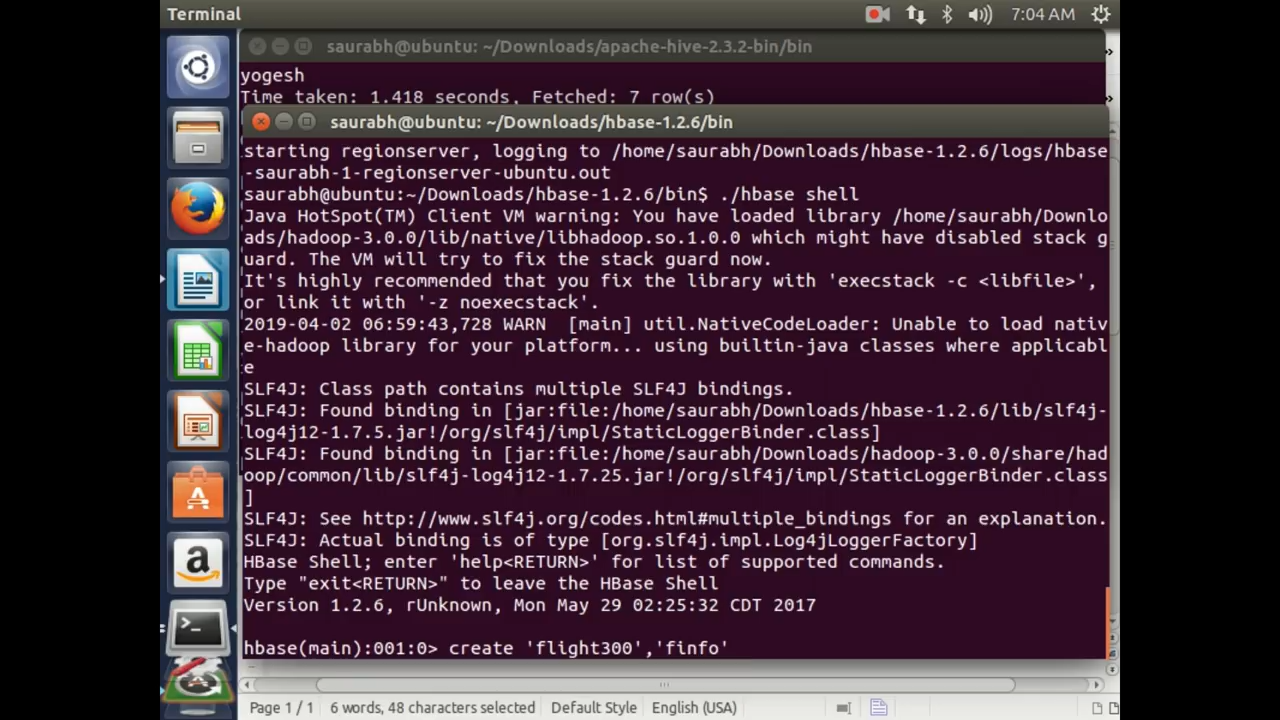 Terminal
7:04 AM
saurabh@ubuntu: ~/Downloads/apache-hive-2.3.2-bin/bin
yogesh
Time taken: 1.418 seconds, Fetched: 7 row(s)
saurabh@ubuntu: ~/Downloads/hbase-1.2.6/bin
starting regionserver, logging to /home/saurabh/Downloads/hbase-1.2.6/logs/hbase
-saurabh-1-regionserver-ubuntu.out
saurabh@ubuntu:~/Downloads/hbase-1.2.6/bin$ ./hbase shell
Java HotSpot(TM) Client VM warning: You have loaded library /home/saurabh/Downlo
ads/hadoop-3.0.0/lib/native/libhadoop.so.1.0.0 which might have disabled stack g
uard. The VM will try to fix the stack guard now.
It's highly recommended that you fix the library with 'execstack -c <libfile>',
or link it with '-z noexecstack'.
2019-04-02 06:59:43,728 WARN  [main] util.NativeCodeLoader: Unable to load nativ
e-hadoop library for your platform... using builtin-java classes where applicabl
e
SLF4J: Class path contains multiple SLF4J bindings.
SLF4J: Found binding in [jar:file:/home/saurabh/Downloads/hbase-1.2.6/lib/slf4j-
log4j12-1.7.5.jar!/org/slf4j/impl/StaticLoggerBinder.class]
SLF4J: Found binding in [jar:file:/home/saurabh/Downloads/hadoop-3.0.0/share/had
oop/common/lib/slf4j-log4j12-1.7.25.jar!/org/slf4j/impl/StaticLoggerBinder.class
]
SLF4J: See http://www.slf4j.org/codes.html#multiple_bindings for an explanation.
SLF4J: Actual binding is of type [org.slf4j.impl.Log4jLoggerFactory]
HBase Shell; enter 'help<RETURN>' for list of supported commands.
Type "exit<RETURN>" to leave the HBase Shell
Version 1.2.6, rUnknown, Mon May 29 02:25:32 CDT 2017
hbase(main):001:0> create 'flight300','finfo'
Page 1 / 1 6 words, 48 characters selected Default Style English (USA)